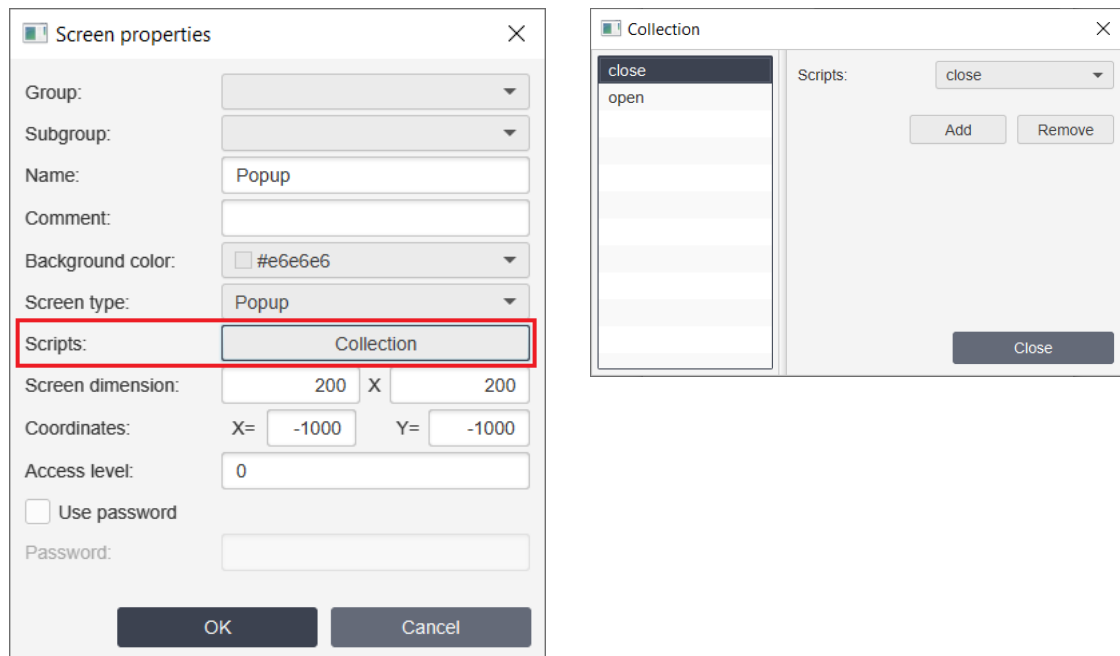 Screen properties
Group:
Subgroup:
Name: Popup
Comment:
Background color: #e6e6e6
Screen type: Popup
Scripts: Collection
Screen dimension: 200 X 200
Coordinates: X= -1000 Y= -1000
Access level: 0
Use password
Password:
OK Cancel
Collection
close
open
Scripts: close
Add Remove
Close